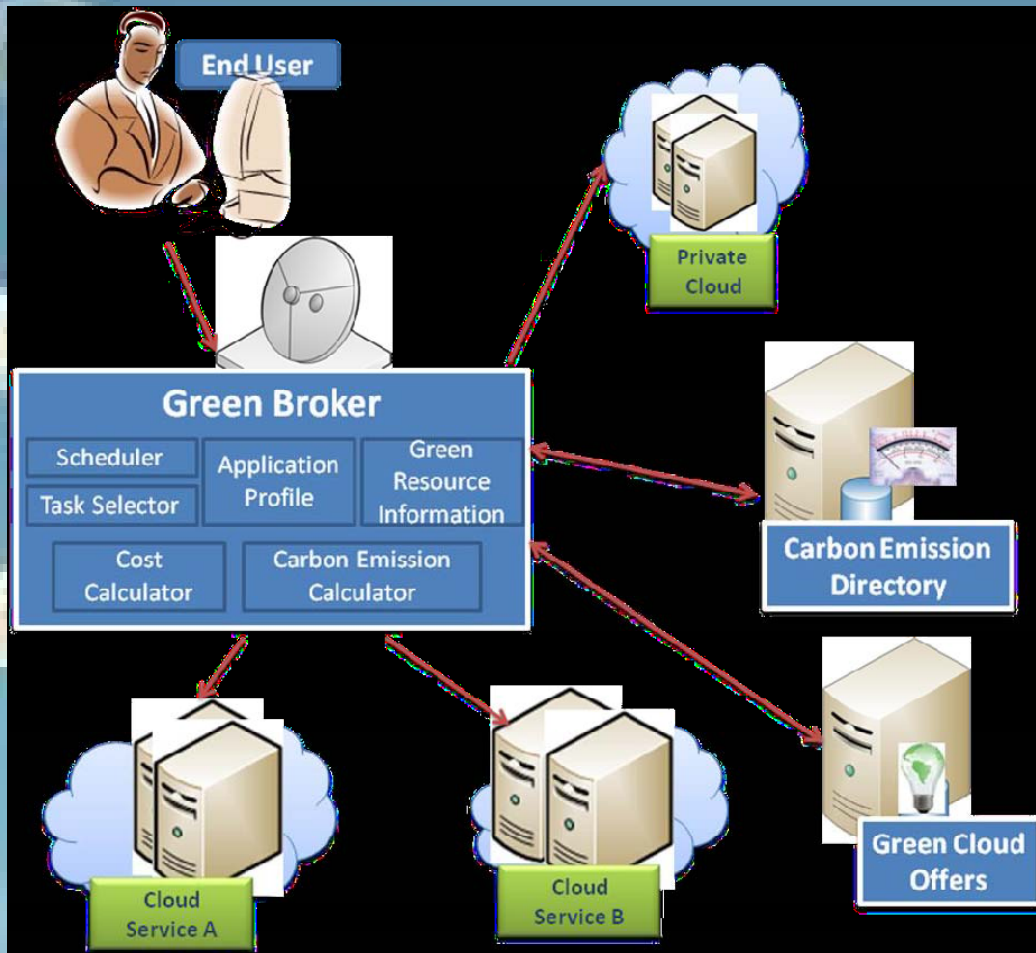 End User
Private
Cloud
Green Broker
Scheduler
Task Selector
Application
Profile
Green
Resource
Information
Cost
Calculator
Carbon Emission
Calculator
Carbon Emission
Directory
Green Cloud
Offers
Cloud
Service A
Cloud
Service B